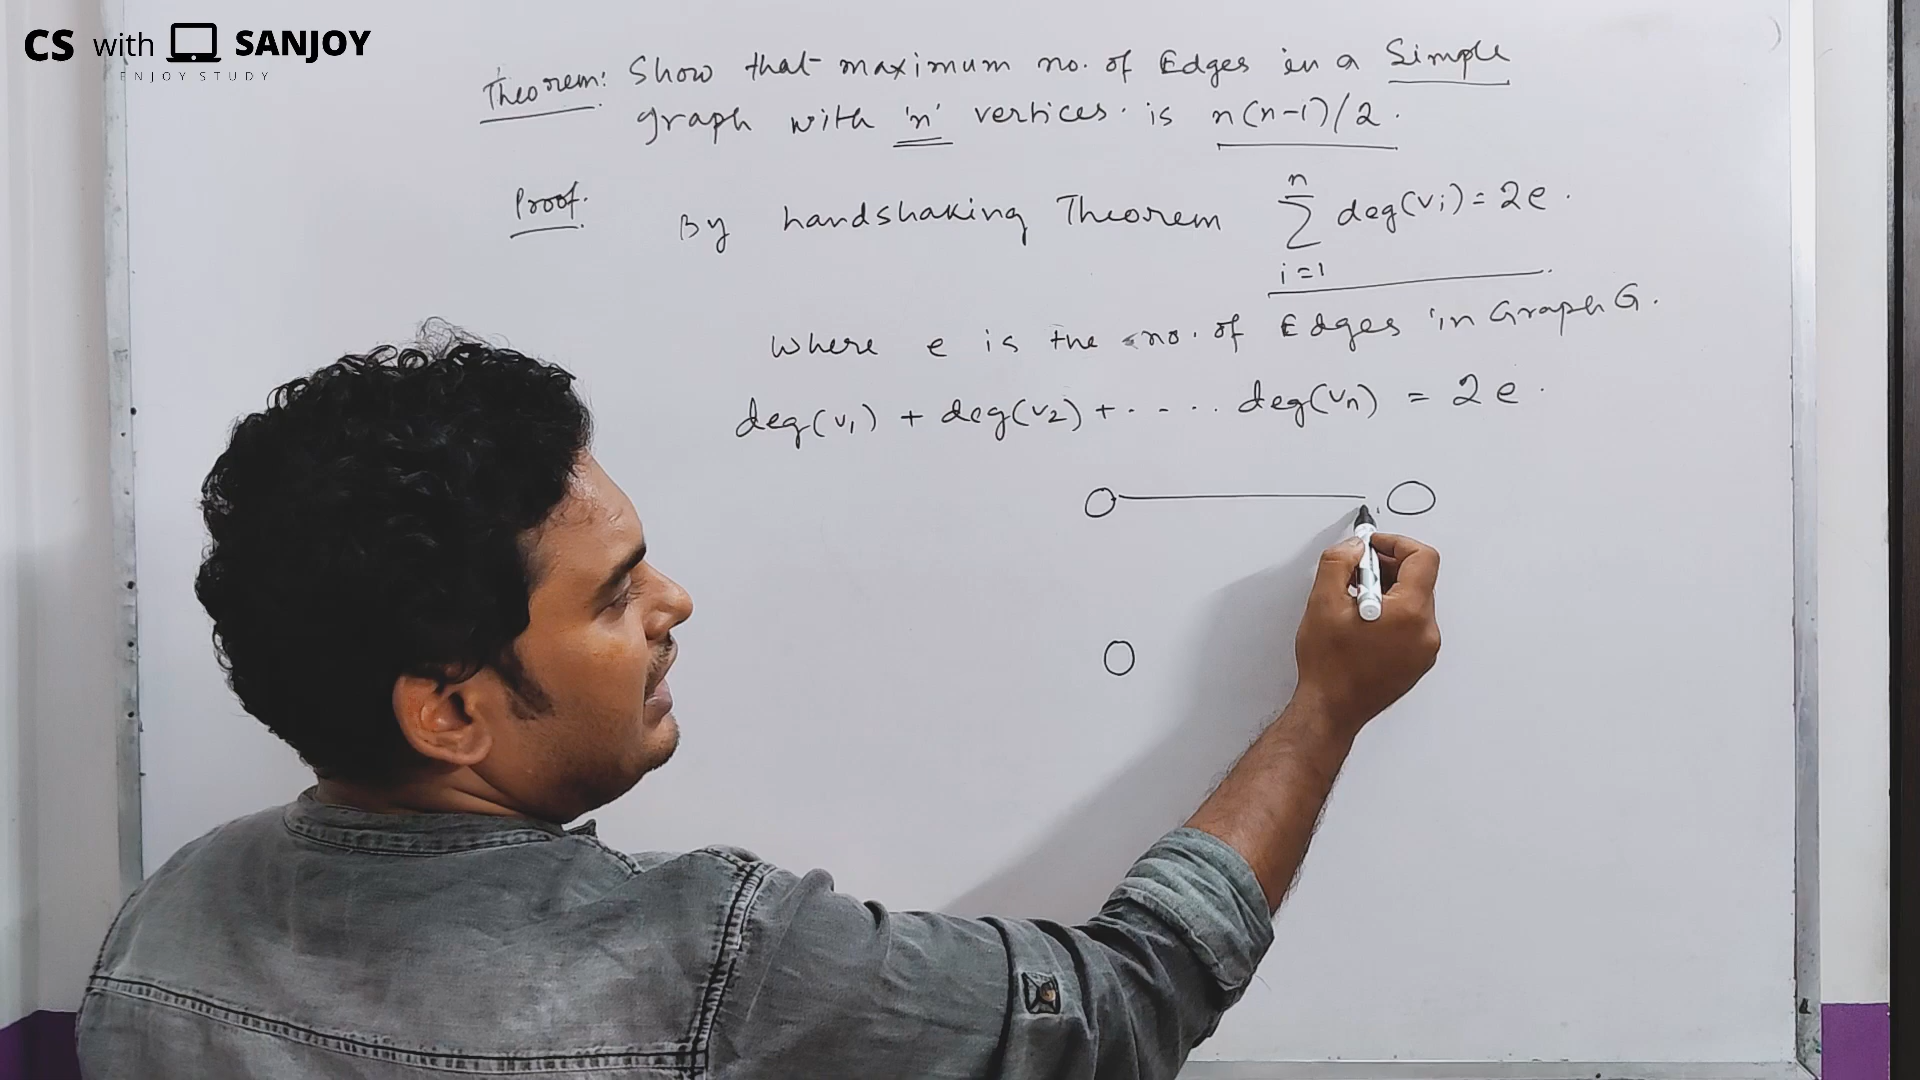 CS with SANJOY
ENJOY STUDY
Theorem: Show that maximum no. of Edges in a Simple
graph with 'n' vertices is n(n-1)/2.
Proof. By handshaking Theorem n∑i=1 deg(vi) = 2e.
Where e is the no. of Edges in Graph G.
deg(v1) + deg(v2) + - - - . . deg(vn) = 2e.